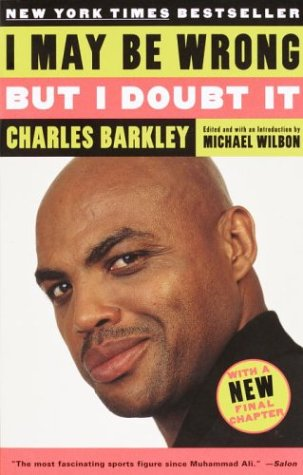 NEW YORK TIMES BESTSELLER
I MAY BE WRONG
BUT I DOUBT IT
CHARLES BARKLEY
Edited and with an Introduction by
MICHAEL WILBON
WITH A
NEW
FINAL
CHAPTER
"The most fascinating sports figure since Muhammad Ali." —Salon